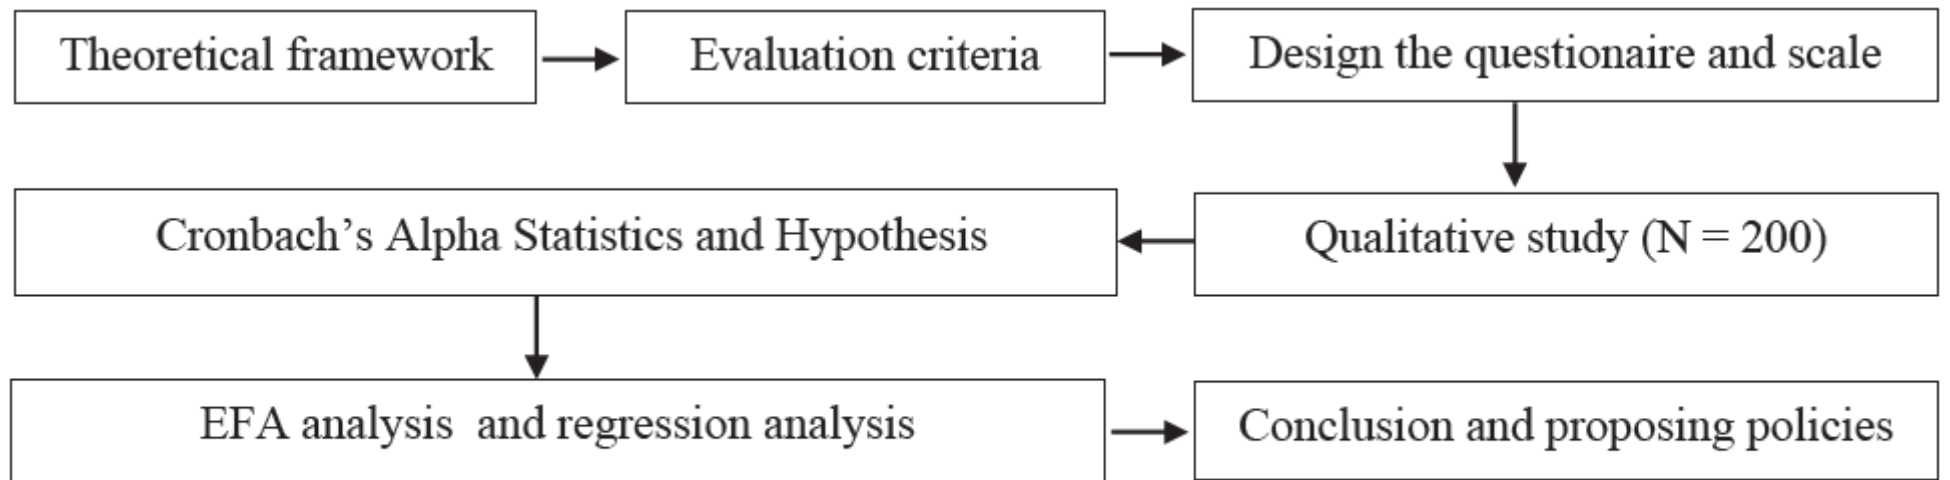 Theoretical framework
Evaluation criteria
Design the questionaire and scale
Qualitative study (N = 200)
Cronbach’s Alpha Statistics and Hypothesis
EFA analysis  and regression analysis
Conclusion and proposing policies